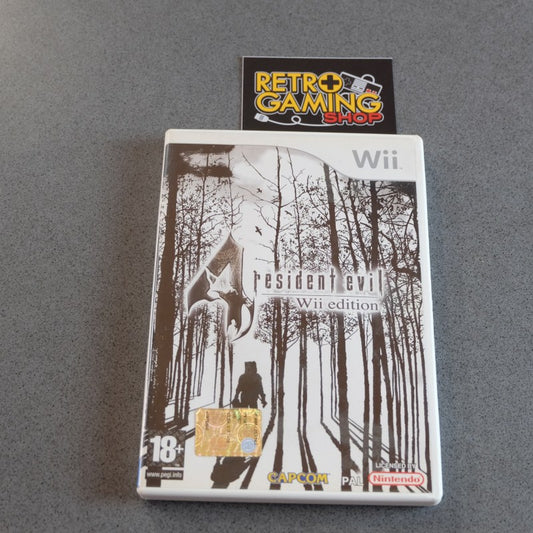 RETRO
GAMING
SHOP
Wii
4
resident evil
Wii edition
18+
www.pegi.info
CAPCOM
PAL
LICENSED BY
Nintendo